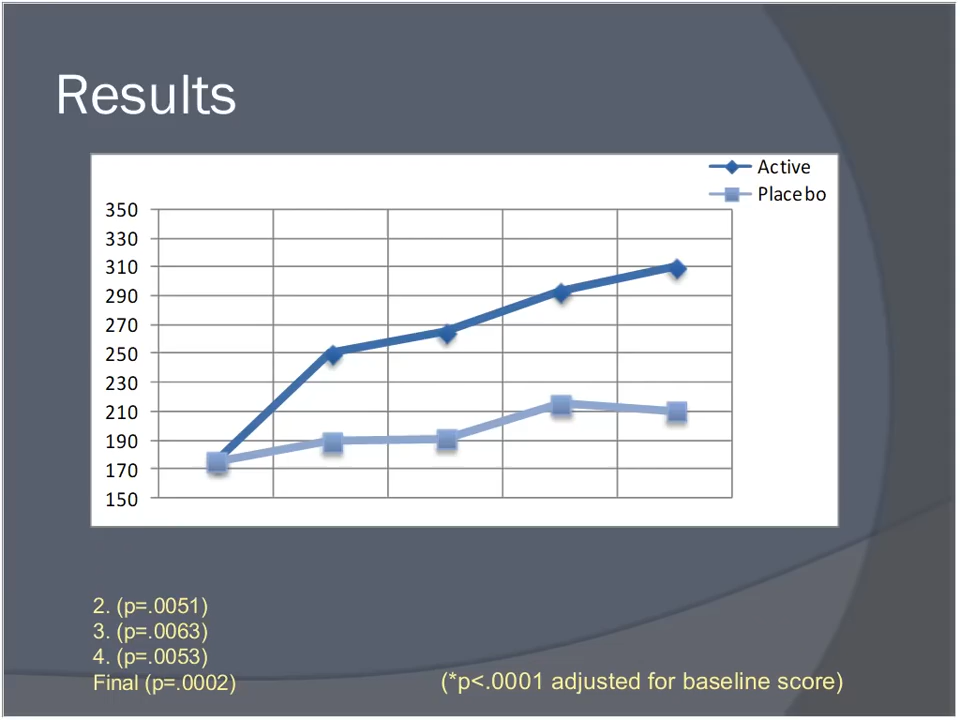 Results
Active
Placebo
350
330
310
290
270
250
230
210
190
170
150
2. (p=.0051)
3. (p=.0063)
4. (p=.0053)
Final (p=.0002)
(*p<.0001 adjusted for baseline score)